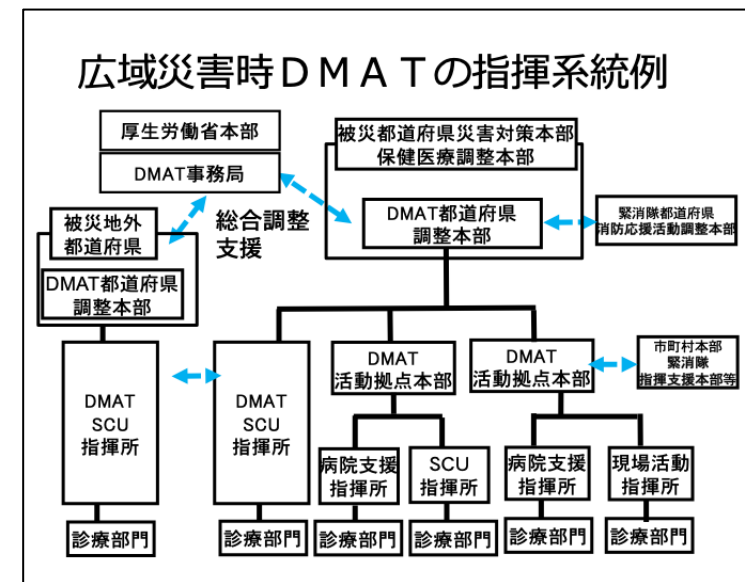 広域災害時DMATの指揮系統例
厚生労働省本部
DMAT事務局
被災都道府県災害対策本部
保健医療調整本部
被災地外
都道府県
総合調整
支援
DMAT都道府県
調整本部
緊消隊都道府県
消防応援活動調整本部
DMAT都道府県
調整本部
DMAT
SCU
指揮所
DMAT
SCU
指揮所
DMAT
活動拠点本部
DMAT
活動拠点本部
市町村本部
緊消隊
指揮支援本部等
病院支援
指揮所
SCU
指揮所
病院支援
指揮所
現場活動
指揮所
診療部門
診療部門
診療部門
診療部門
診療部門
診療部門